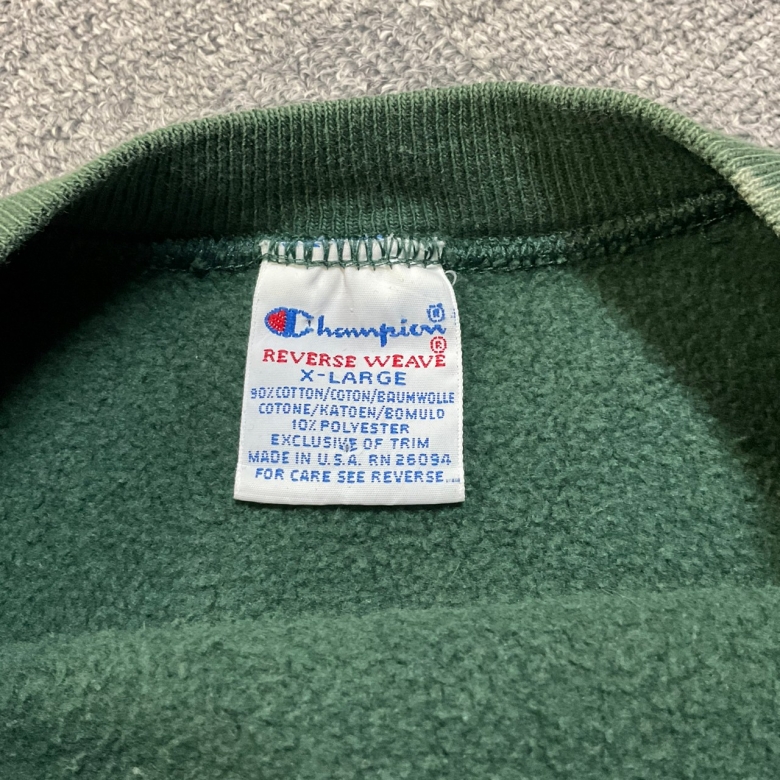 Champion®
REVERSE WEAVE®
X-LARGE
90% COTTON/COTON/BAUMWOLLE
COTONE/KATOEN/BOMULD
10% POLYESTER
EXCLUSIVE OF TRIM
MADE IN U.S.A. RN 26094
FOR CARE SEE REVERSE